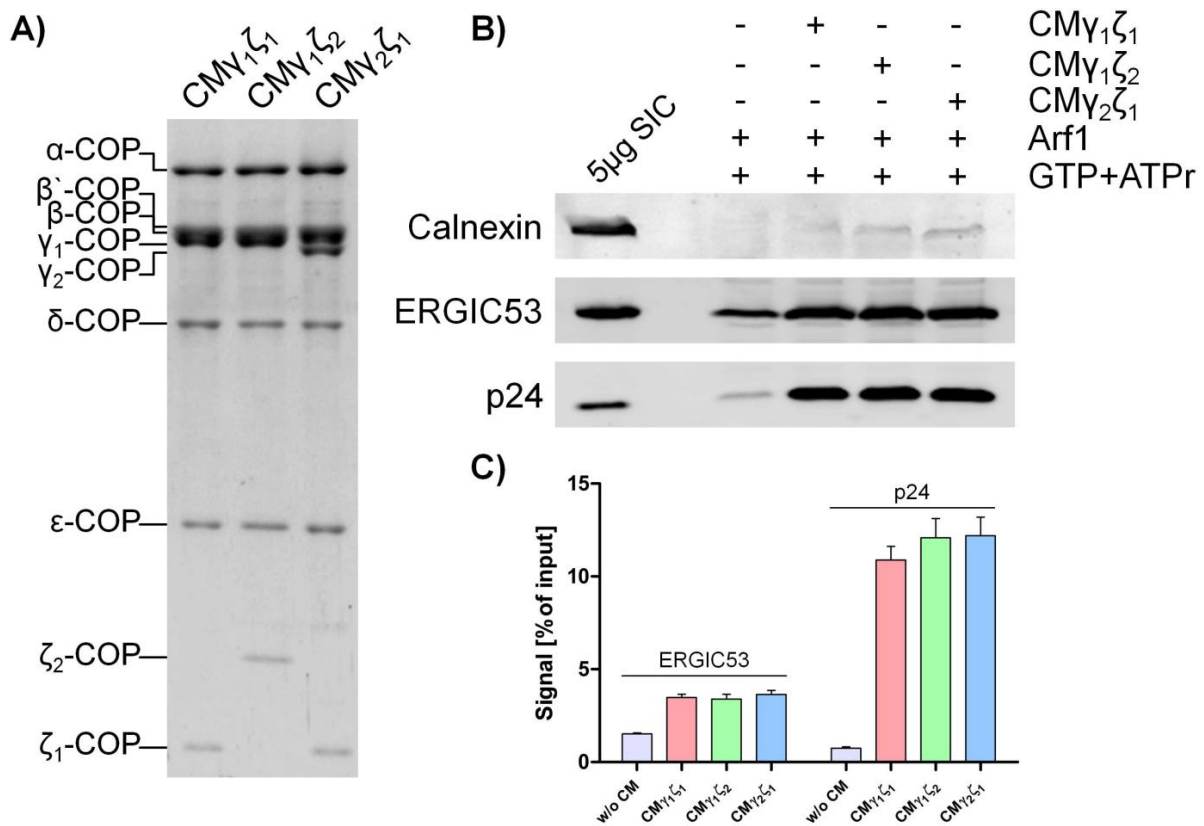 A)
CMγ₁ζ₁
CMγ₁ζ₂
CMγ₂ζ₁
α-COP
β`-COP
β-COP
γ₁-COP
γ₂-COP
δ-COP
ε-COP
ζ₂-COP
ζ₁-COP
B)
- + - - CMγ₁ζ₁
- - + - CMγ₁ζ₂
- - - + CMγ₂ζ₁
+ + + + Arf1
+ + + + GTP+ATPr
5μg SIC
Calnexin
ERGIC53
p24
C)
Signal [% of input]
15
10
5
0
ERGIC53
p24
w/o CM
CMγ₁ζ₁
CMγ₁ζ₂
CMγ₂ζ₁
w/o CM
CMγ₁ζ₁
CMγ₁ζ₂
CMγ₂ζ₁